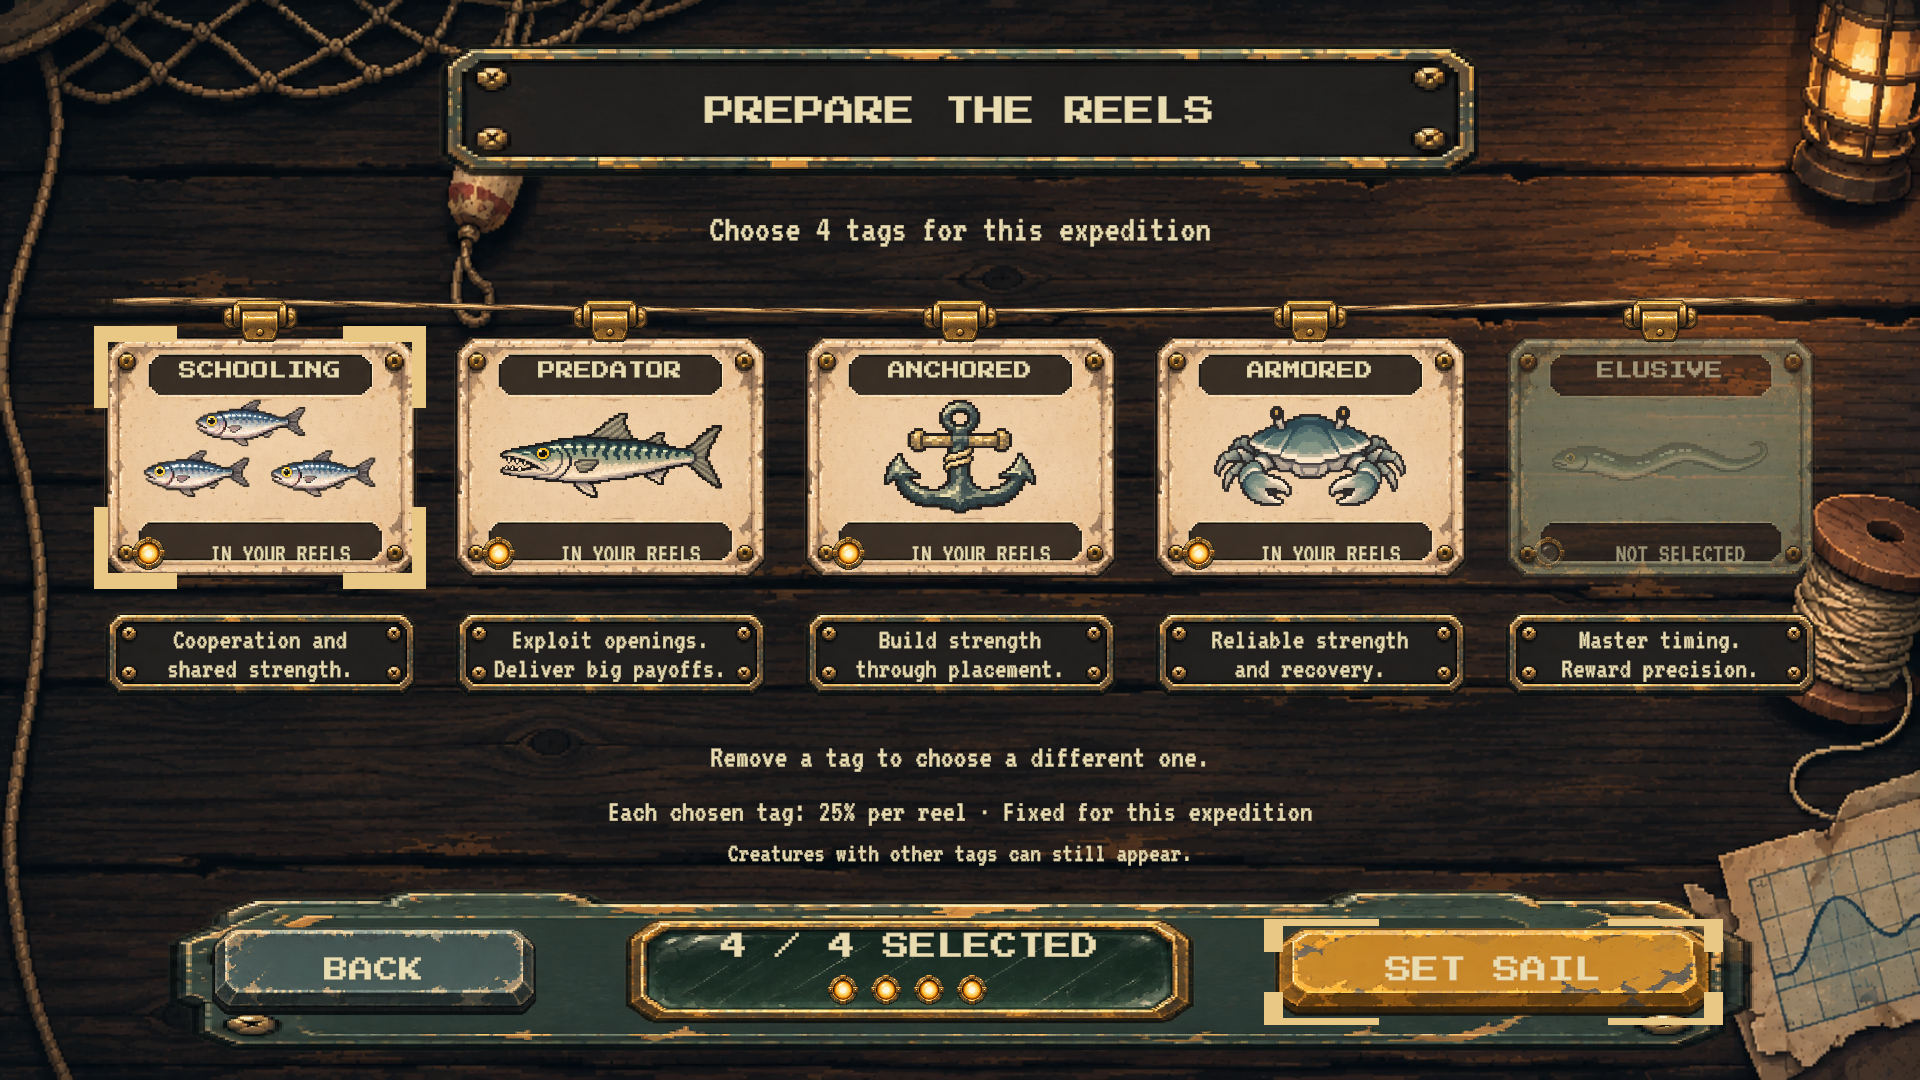 PREPARE THE REELS
Choose 4 tags for this expedition
SCHOOLING
PREDATOR
ANCHORED
ARMORED
ELUSIVE
IN YOUR REELS
IN YOUR REELS
IN YOUR REELS
IN YOUR REELS
NOT SELECTED
Cooperation and
shared strength.
Exploit openings.
Deliver big payoffs.
Build strength
through placement.
Reliable strength
and recovery.
Master timing.
Reward precision.
Remove a tag to choose a different one.
Each chosen tag: 25% per reel · Fixed for this expedition
Creatures with other tags can still appear.
BACK
4 / 4 SELECTED
SET SAIL